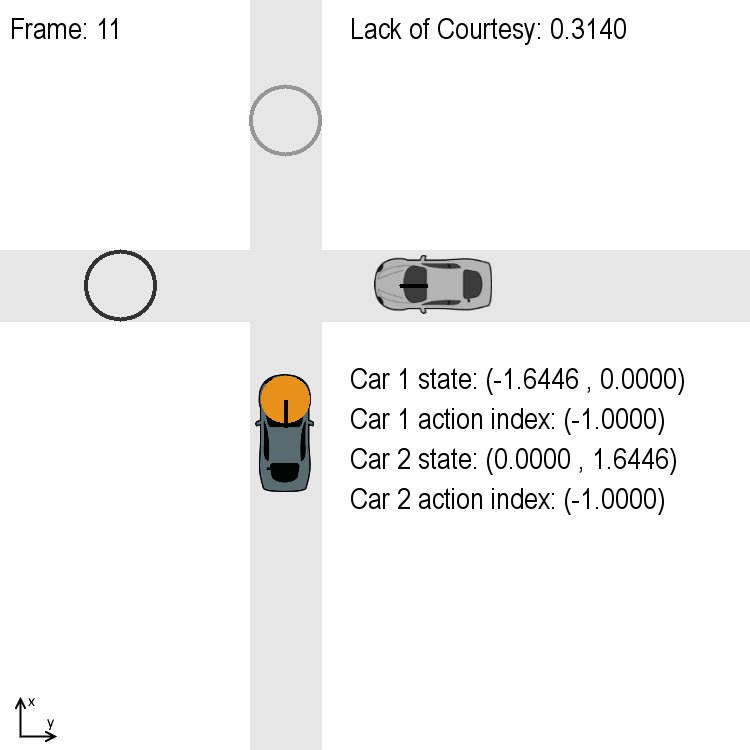 Frame: 11
Lack of Courtesy: 0.3140
Car 1 state: (-1.6446 , 0.0000)
Car 1 action index: (-1.0000)
Car 2 state: (0.0000 , 1.6446)
Car 2 action index: (-1.0000)
x
y